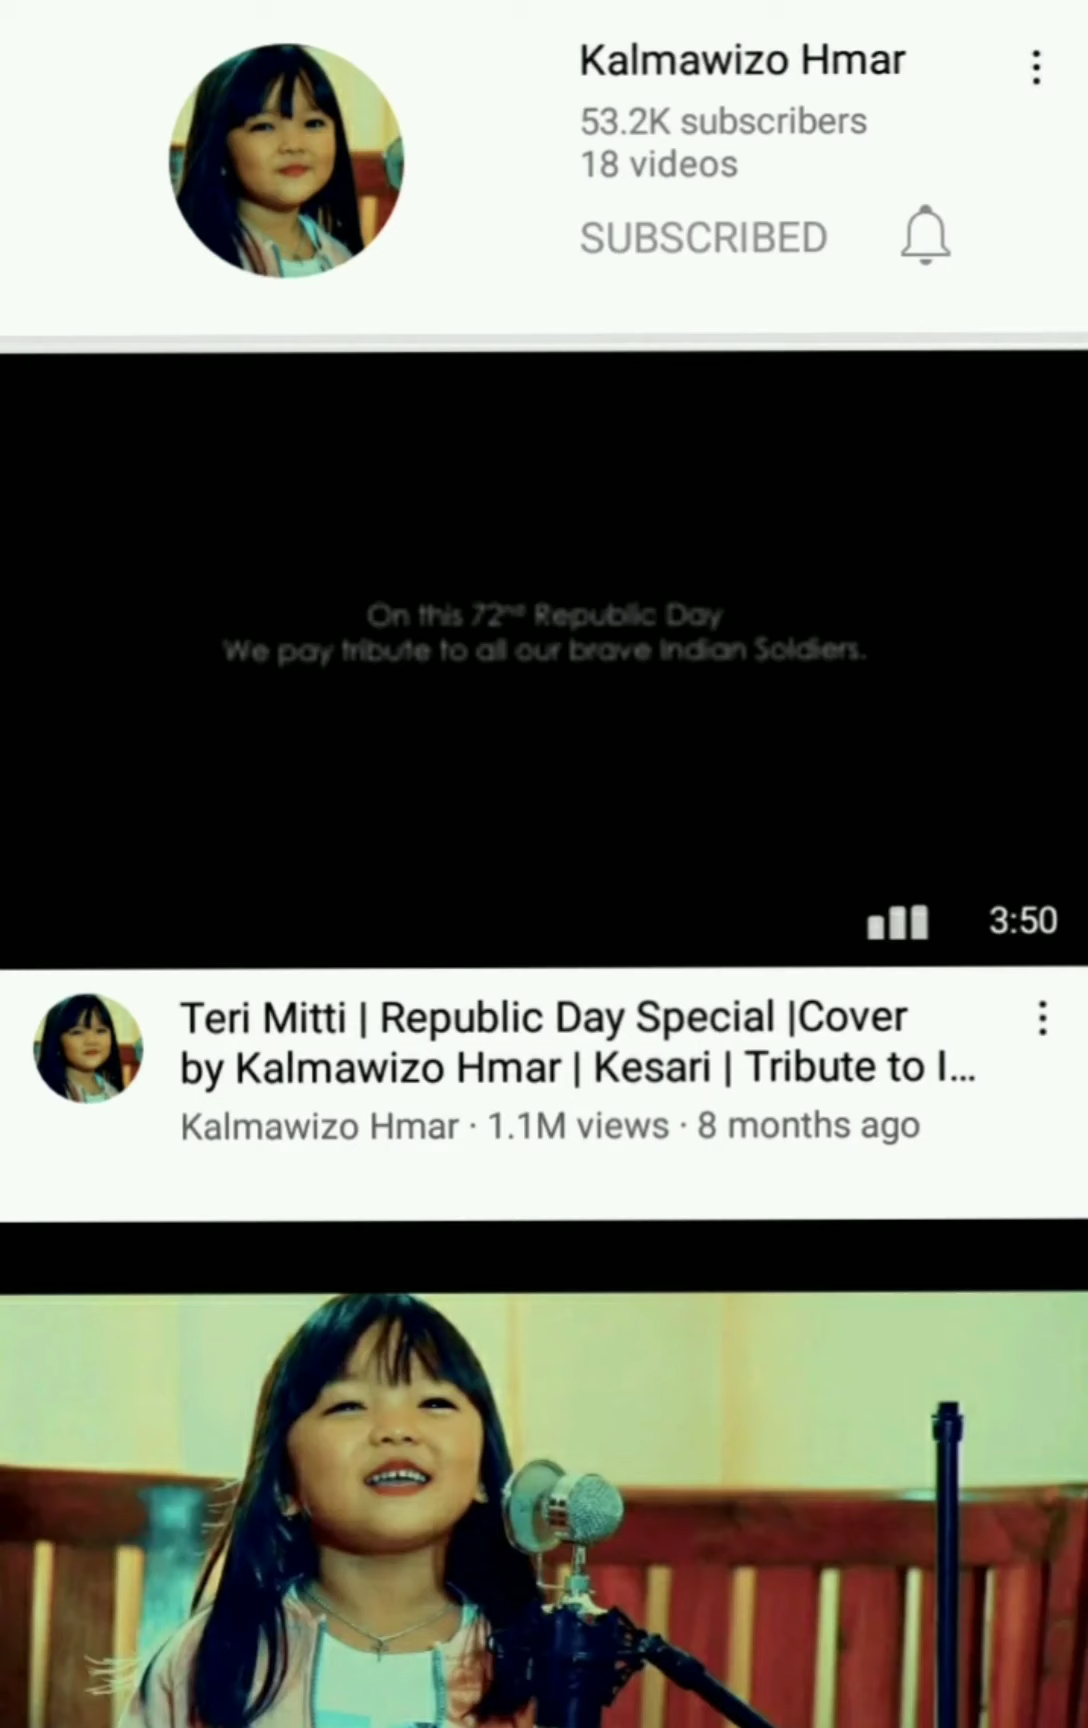 Kalmawizo Hmar
53.2K subscribers
18 videos
SUBSCRIBED
On this 72nd Republic Day
We pay tribute to all our brave Indian Soldiers.
3:50
Teri Mitti | Republic Day Special |Cover
by Kalmawizo Hmar | Kesari | Tribute to I...
Kalmawizo Hmar · 1.1M views · 8 months ago